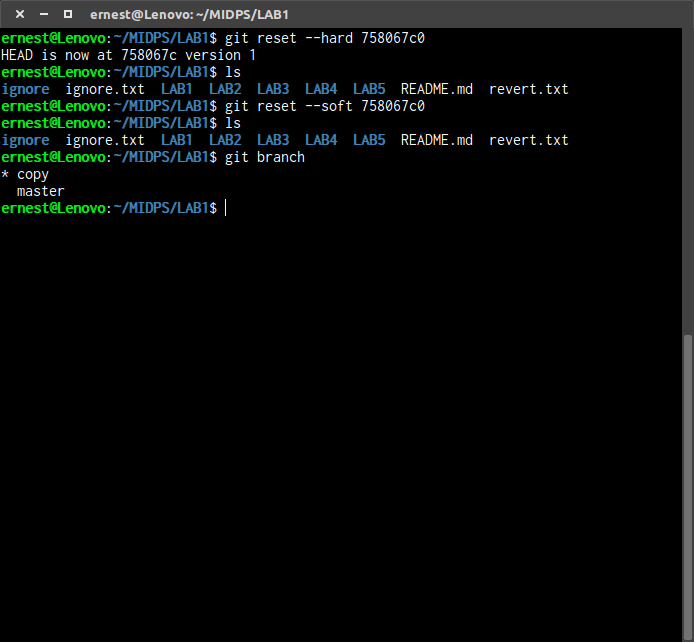 ernest@Lenovo: ~/MIDPS/LAB1
ernest@Lenovo:~/MIDPS/LAB1$ git reset --hard 758067c0
HEAD is now at 758067c version 1
ernest@Lenovo:~/MIDPS/LAB1$ ls
ignore  ignore.txt  LAB1  LAB2  LAB3  LAB4  LAB5  README.md  revert.txt
ernest@Lenovo:~/MIDPS/LAB1$ git reset --soft 758067c0
ernest@Lenovo:~/MIDPS/LAB1$ ls
ignore  ignore.txt  LAB1  LAB2  LAB3  LAB4  LAB5  README.md  revert.txt
ernest@Lenovo:~/MIDPS/LAB1$ git branch
* copy
  master
ernest@Lenovo:~/MIDPS/LAB1$